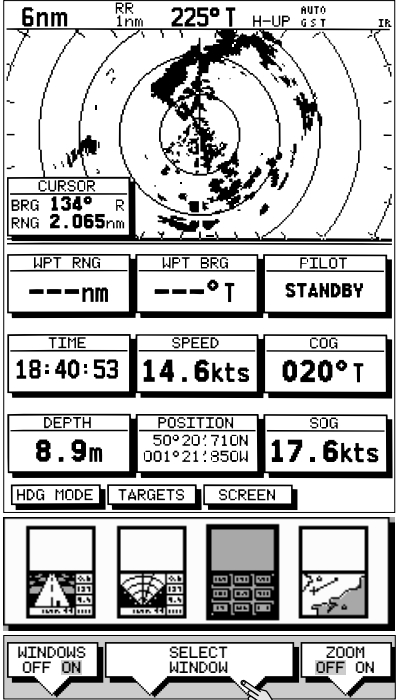 6nm RR 1nm 225°T H-UP AUTO GST IR
CURSOR
BRG 134° R
RNG 2.065nm
WPT RNG WPT BRG PILOT
---nm ---°T STANDBY
TIME SPEED COG
18:40:53 14.6kts 020°T
DEPTH POSITION SOG
8.9m 50°20.'710N 17.6kts
001°21.'850W
HDG MODE TARGETS SCREEN
WINDOWS SELECT ZOOM
OFF ON WINDOW OFF ON